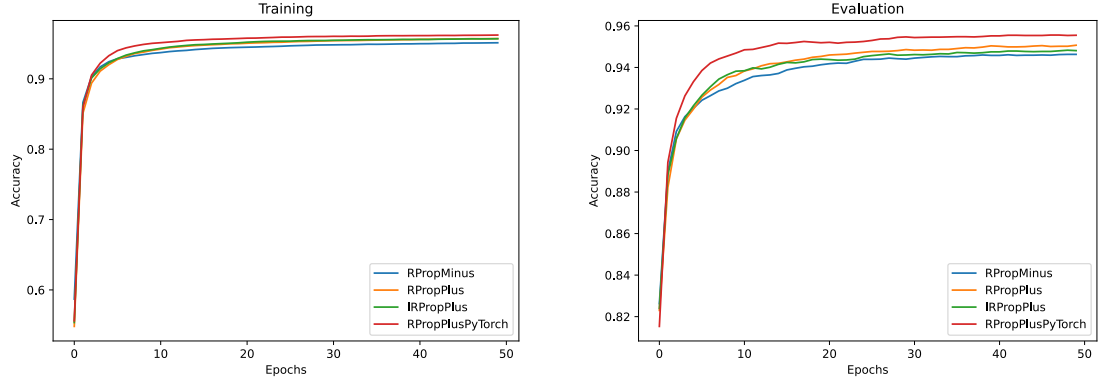 Training
Accuracy
0.9
0.8
0.7
0.6
0
10
20
30
40
50
Epochs
RPropMinus
RPropPlus
IRPropPlus
RPropPlusPyTorch
Evaluation
Accuracy
0.96
0.94
0.92
0.90
0.88
0.86
0.84
0.82
0
10
20
30
40
50
Epochs
RPropMinus
RPropPlus
IRPropPlus
RPropPlusPyTorch